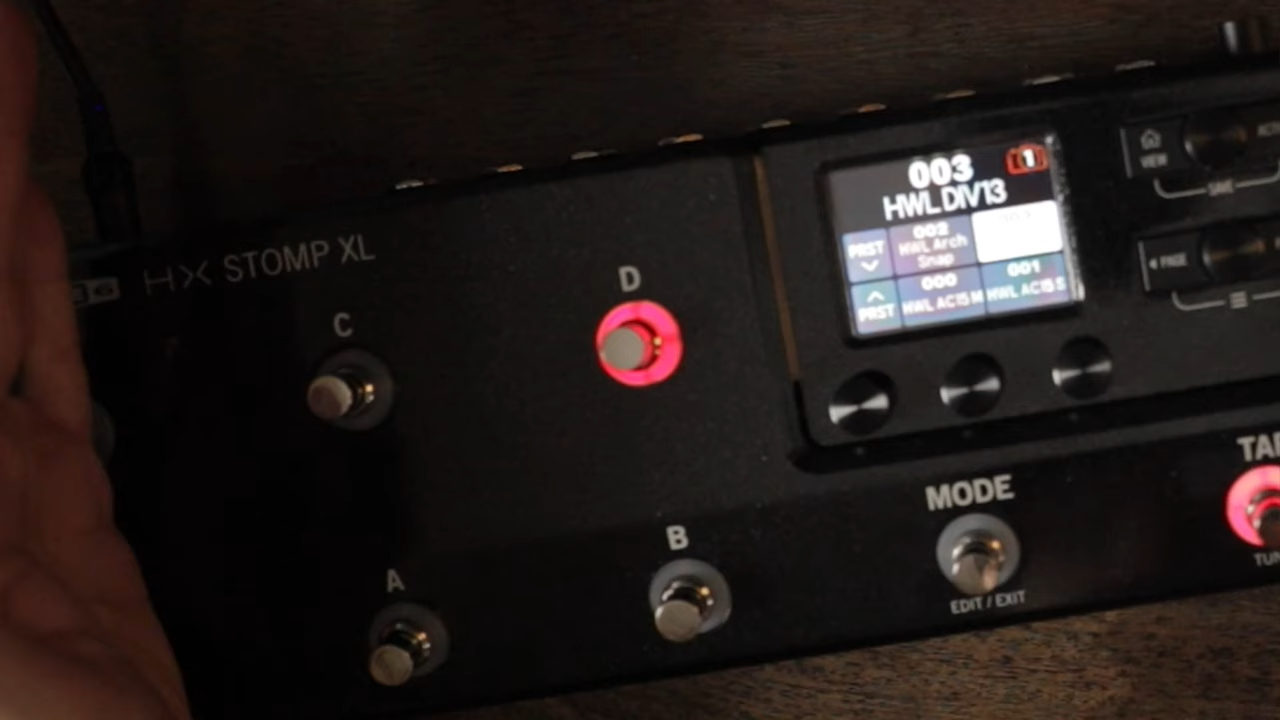 HX STOMP XL
C
D
A
B
003
1
HWL DIV13
PRST
002
HWL Arch
Snap
PRST
000
HWL AC15 M
001
HWL AC15 S
VIEW
SAVE
PAGE
MODE
EDIT / EXIT